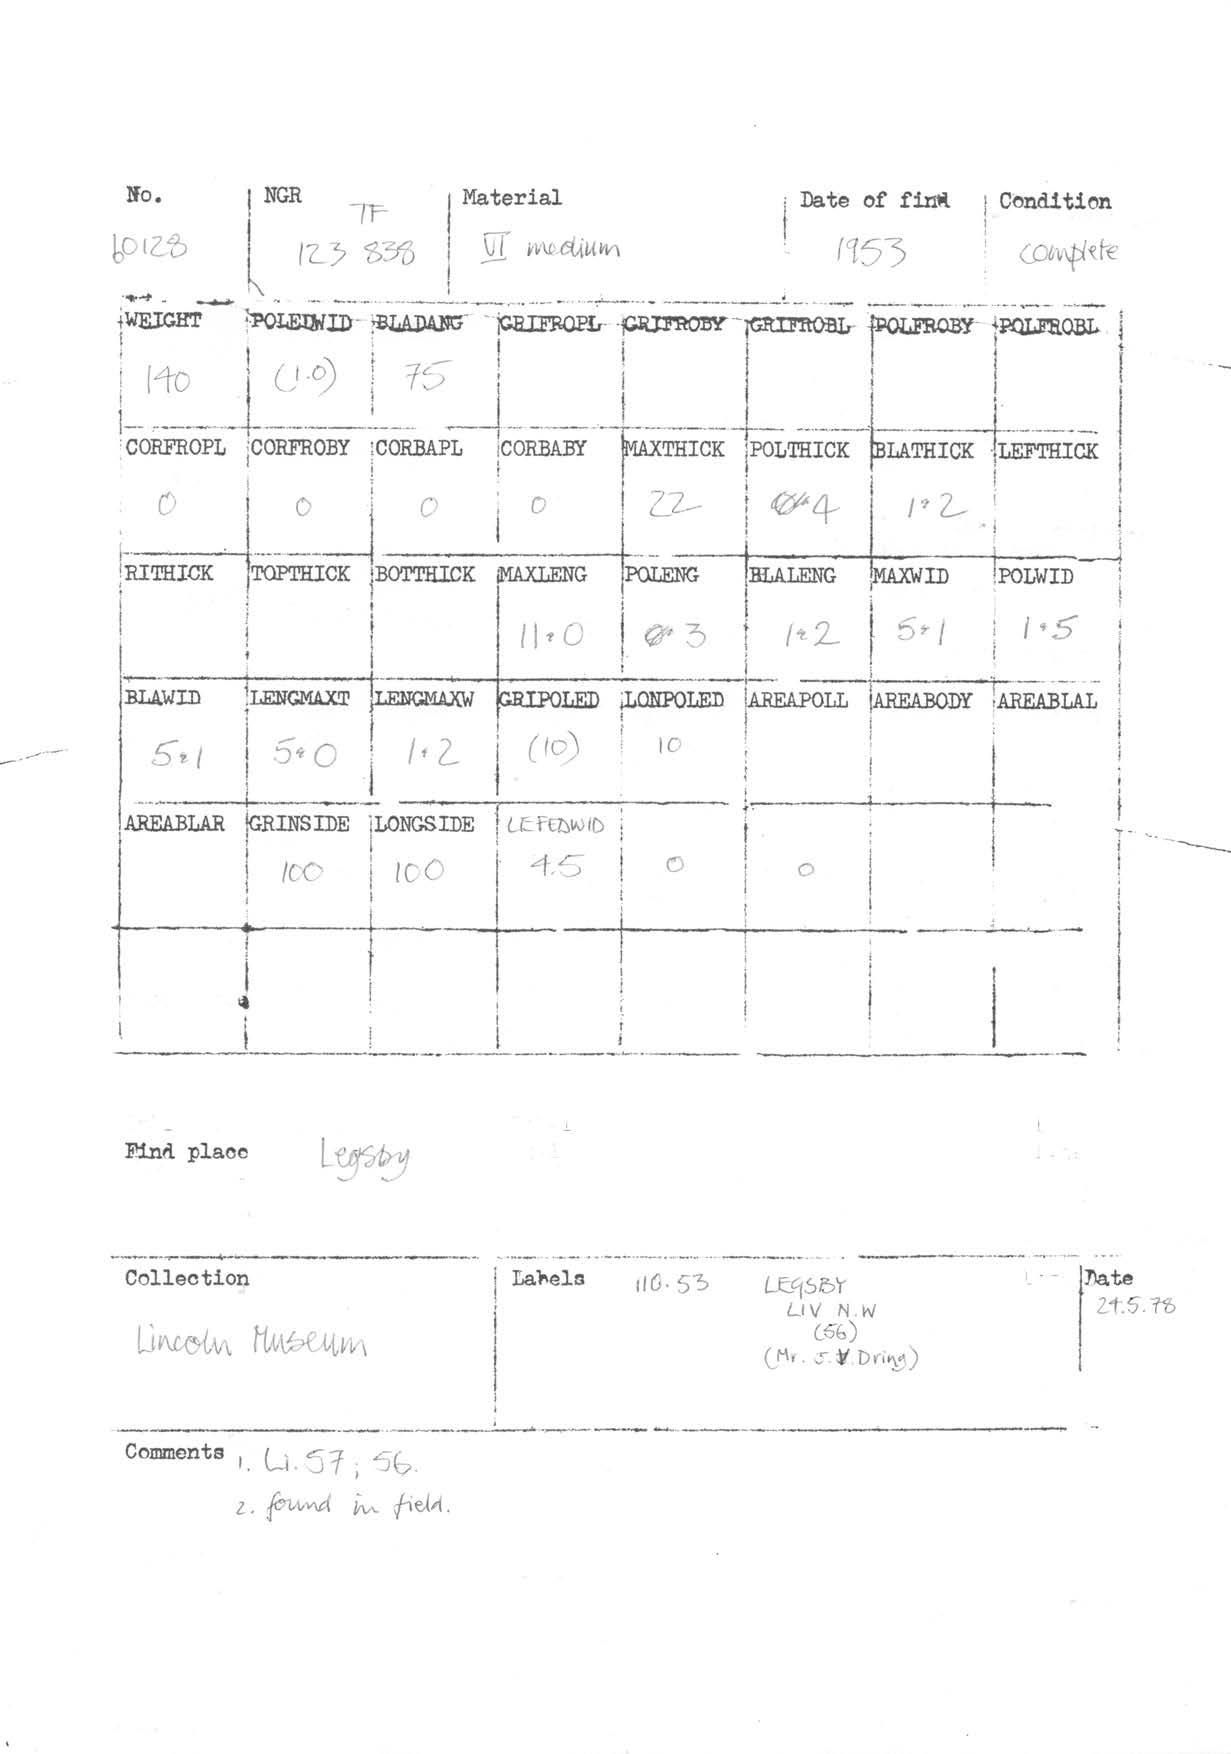 No. NGR Material Date of find Condition
TF
60128 123 838 VI medium 1953 complete
WEIGHT POLEDWID BLADANG GRIFROPL GRIFROBY GRIFROBL POLFROBY POLFROBL
140 (1.0) 75
CORFROPL CORFROBY CORBAPL CORBABY MAXTHICK POLTHICK BLATHICK LEFTHICK
0 0 0 0 22 4 1.2
RITHICK TOPTHICK BOTTHICK MAXLENG POLENG BLALENG MAXWID POLWID
11.0 3 1.2 5.1 1.5
BLAWID LENGMAXT LENGMAXW GRIPOLED LONPOLED AREAPOLL AREABODY AREABLAL
5.1 5.0 1.2 (10) 10
AREABLAR GRINSIDE LONGSIDE LEFEDWID
100 100 4.5 0 0
Find place Legsby
Collection Labels 110.53 LEGSBY Date
LIV N.W 24.5.78
(56)
Lincoln Museum (Mr. J. V. Dring)
Comments 1. Li. 57; 56.
2. found in field.